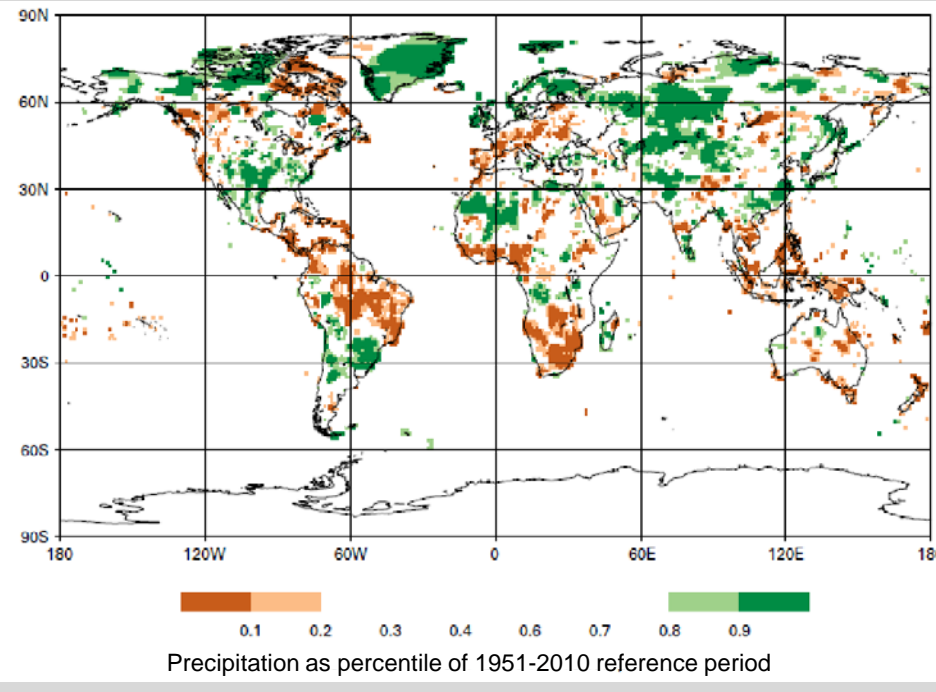 90N
60N
30N
0
30S
60S
90S
180 120W 60W 0 60E 120E 18
0.1 0.2 0.3 0.4 0.6 0.7 0.8 0.9
Precipitation as percentile of 1951-2010 reference period